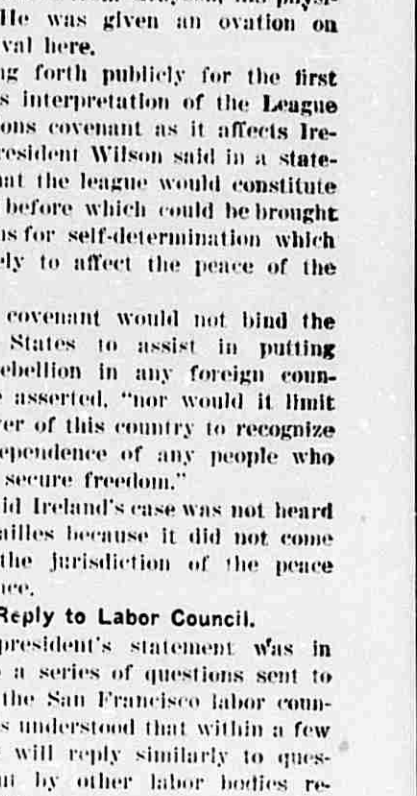 He was given an ovation on
val here.
ng forth publicly for the first
s interpretation of the League
ons covenant as it affects Ire-
resident Wilson said in a state-
hat the league would constitute
before which could be brought
ns for self-determination which
ely to affect the peace of the
covenant would not bind the
States to assist in putting
ebellion in any foreign coun-
e asserted, "nor would it limit
er of this country to recognize
ependence of any people who
secure freedom."
id Ireland's case was not heard
ailles because it did not come
the jurisdiction of the peace
nce.
Reply to Labor Council.
president's statement was in
a series of questions sent to
the San Francisco labor coun-
s understood that within a few
will reply similarly to ques-
nt by other labor bodies re-